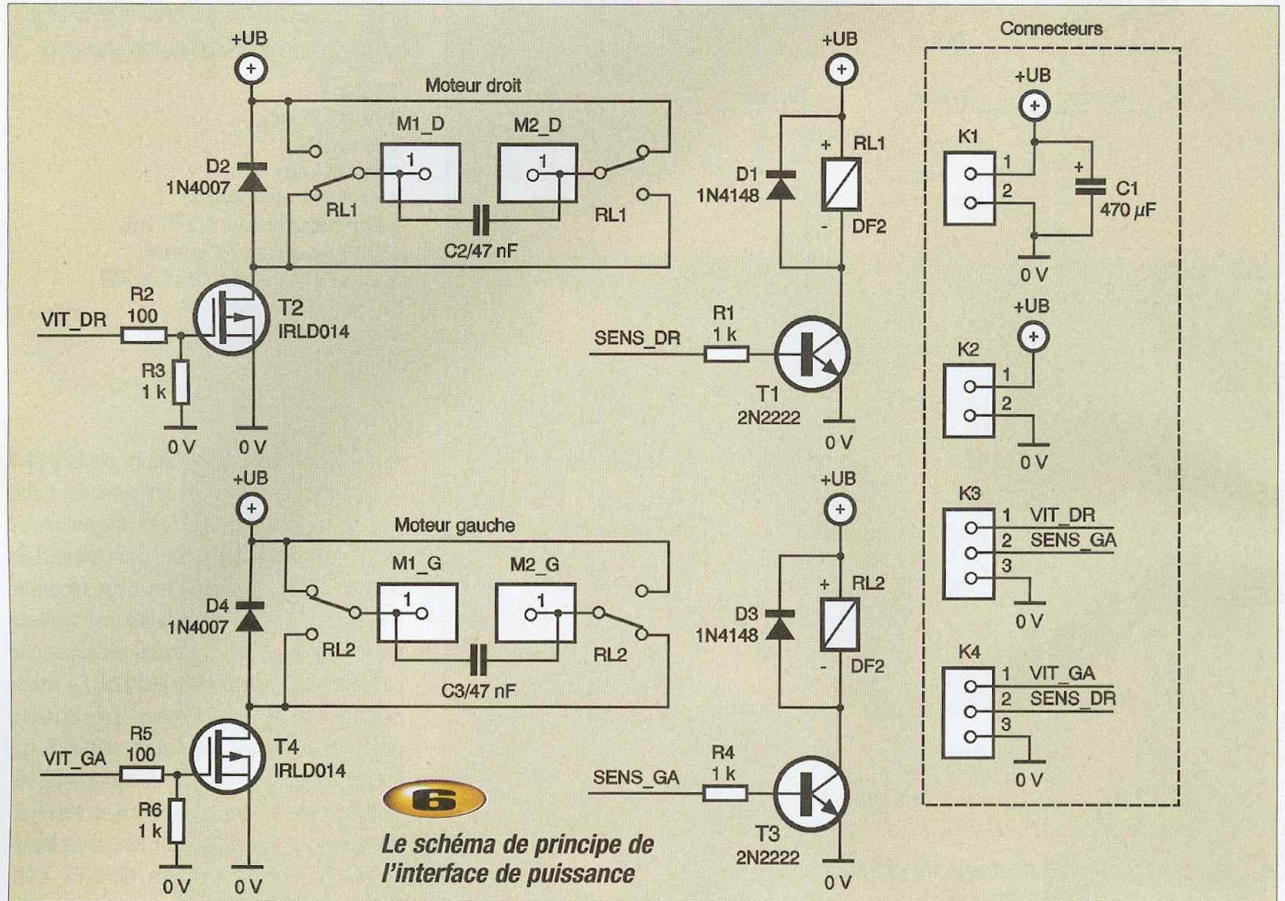 +UB
Moteur droit
M1_D
M2_D
1
1
D2
1N4007
RL1
RL1
C2/47 nF
R2
100
VIT_DR
T2
IRLD014
R3
1 k
0 V
0 V
+UB
+
RL1
D1
1N4148
-
DF2
R1
1 k
SENS_DR
T1
2N2222
0 V
+UB
Moteur gauche
M1_G
M2_G
1
1
D4
1N4007
RL2
RL2
C3/47 nF
R5
100
VIT_GA
T4
IRLD014
R6
1 k
0 V
0 V
+UB
+
RL2
D3
1N4148
-
DF2
R4
1 k
SENS_GA
T3
2N2222
0 V
Connecteurs
+UB
K1
1
2
+
C1
470 µF
0 V
+UB
K2
1
2
0 V
K3
1 VIT_DR
2 SENS_GA
3
0 V
K4
1 VIT_GA
2 SENS_DR
3
0 V
6
Le schéma de principe de
l'interface de puissance